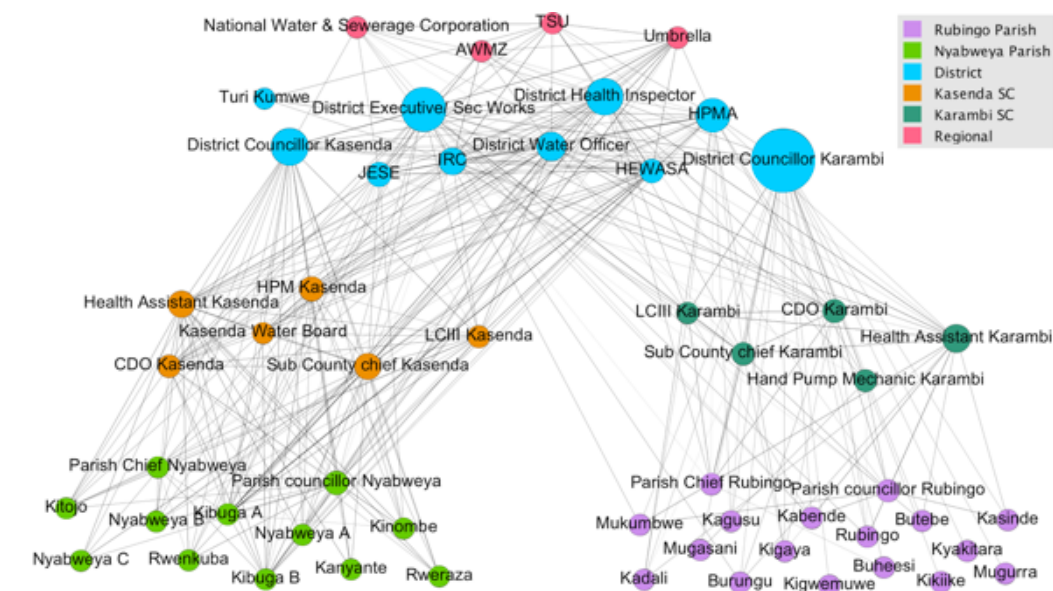 National Water & Sewerage Corporation
TSU
AWMZ
Umbrella
Rubingo Parish
Nyabweya Parish
District
Kasenda SC
Karambi SC
Regional
Turi Kumwe
District Executive/ Sec Works
District Health Inspector
HPMA
District Councillor Kasenda
JESE
IRC
District Water Officer
HEWASA
District Councillor Karambi
HPM Kasenda
Health Assistant Kasenda
Kasenda Water Board
LCIII Kasenda
CDO Kasenda
Sub County chief Kasenda
LCIII Karambi
CDO Karambi
Health Assistant Karambi
Sub County chief Karambi
Hand Pump Mechanic Karambi
Parish Chief Nyabweya
Parish councillor Nyabweya
Kitojo
Nyabweya B
Kibuga A
Nyabweya A
Kinombe
Nyabweya C
Rwenkuba
Kibuga B
Kanyante
Rweraza
Parish Chief Rubingo
Parish councillor Rubingo
Mukumbwe
Kagusu
Kabende
Rubingo
Butebe
Kasinde
Mugasani
Kigaya
Kyakitara
Kadali
Burungu
Kigwemuwe
Buheesi
Kikiike
Mugurra